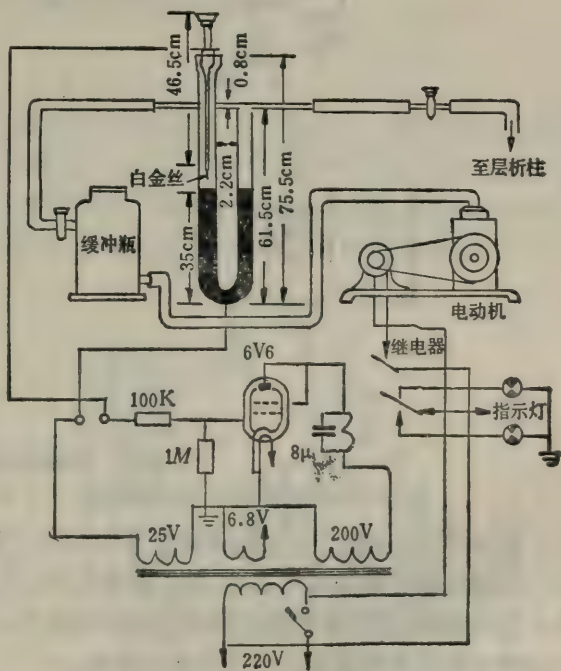 46.5cm
0.8cm
至层析柱
白金丝
2.2cm
61.5cm
75.5cm
缓冲瓶
35cm
电动机
继电器
6V6
100K
指示灯
1M
8μ
25V
6.8V
200V
220V